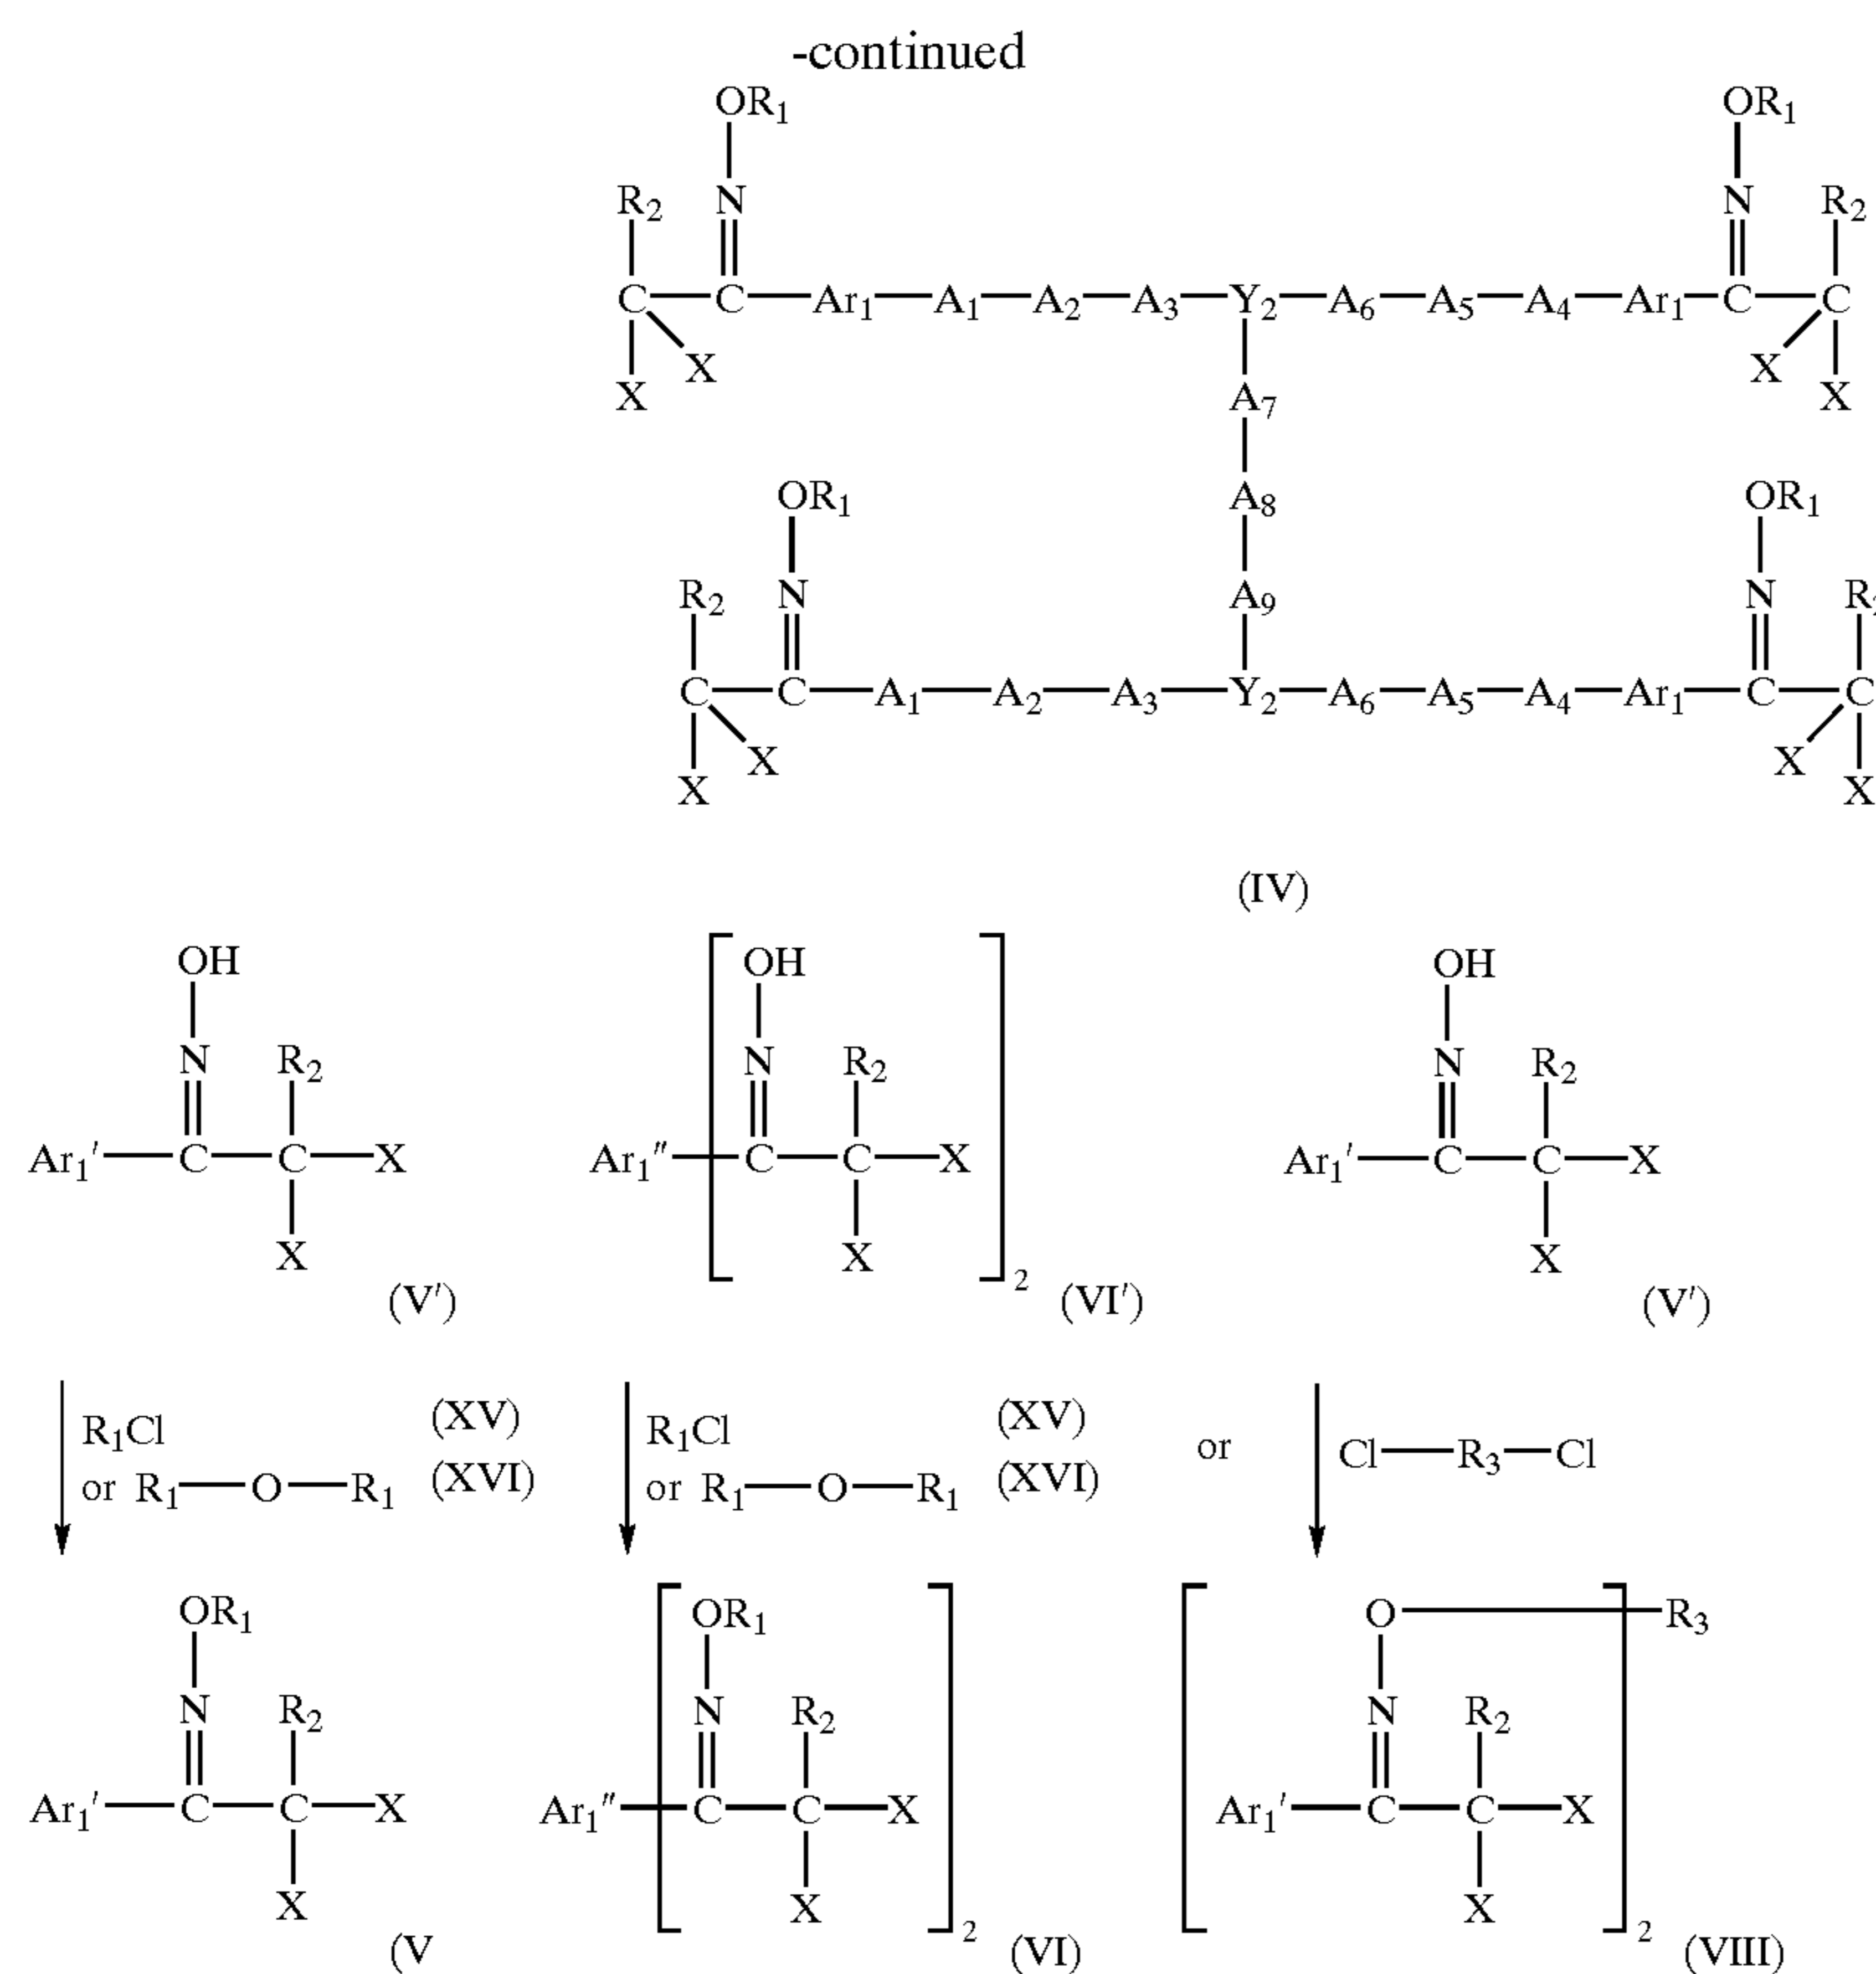 -continued
OR₁ OR₁
R₂ N N R₂
C C Ar₁ A₁ A₂ A₃ Y₂ A₆ A₅ A₄ Ar₁ C C
X X X X
A₇
OR₁ A₈ OR₁
R₂ N A₉ N
C C A₁ A₂ A₃ Y₂ A₆ A₅ A₄ Ar₁ C C
X X X X
(IV)
OH OH OH
N R₂ N R₂ N R₂
Ar₁′ C C X Ar₁″ C C X Ar₁′ C C X
X X X
(V′) 2 (VI′) (V′)
R₁Cl (XV) R₁Cl (XV) or Cl R₃ Cl
or R₁ O R₁ (XVI) or R₁ O R₁ (XVI)
OR₁ OR₁ O R₃
N R₂ N R₂ N R₂
Ar₁′ C C X Ar₁″ C C X Ar₁′ C C X
X X X
(V 2 (VI) 2 (VIII)